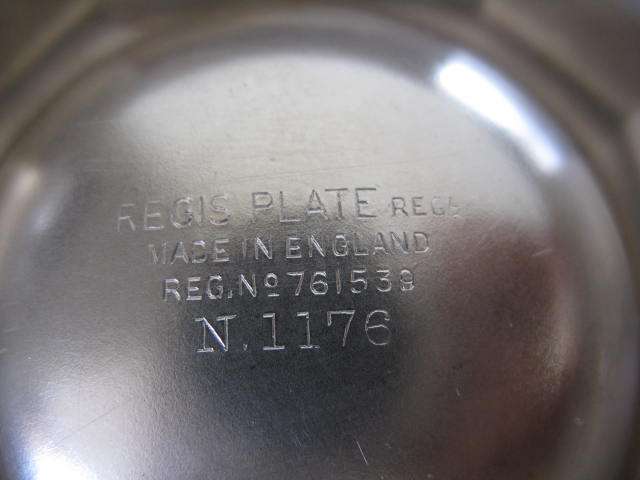 REGIS PLATE REGD
MADE IN ENGLAND
REG. Nº 761539
N. 1176